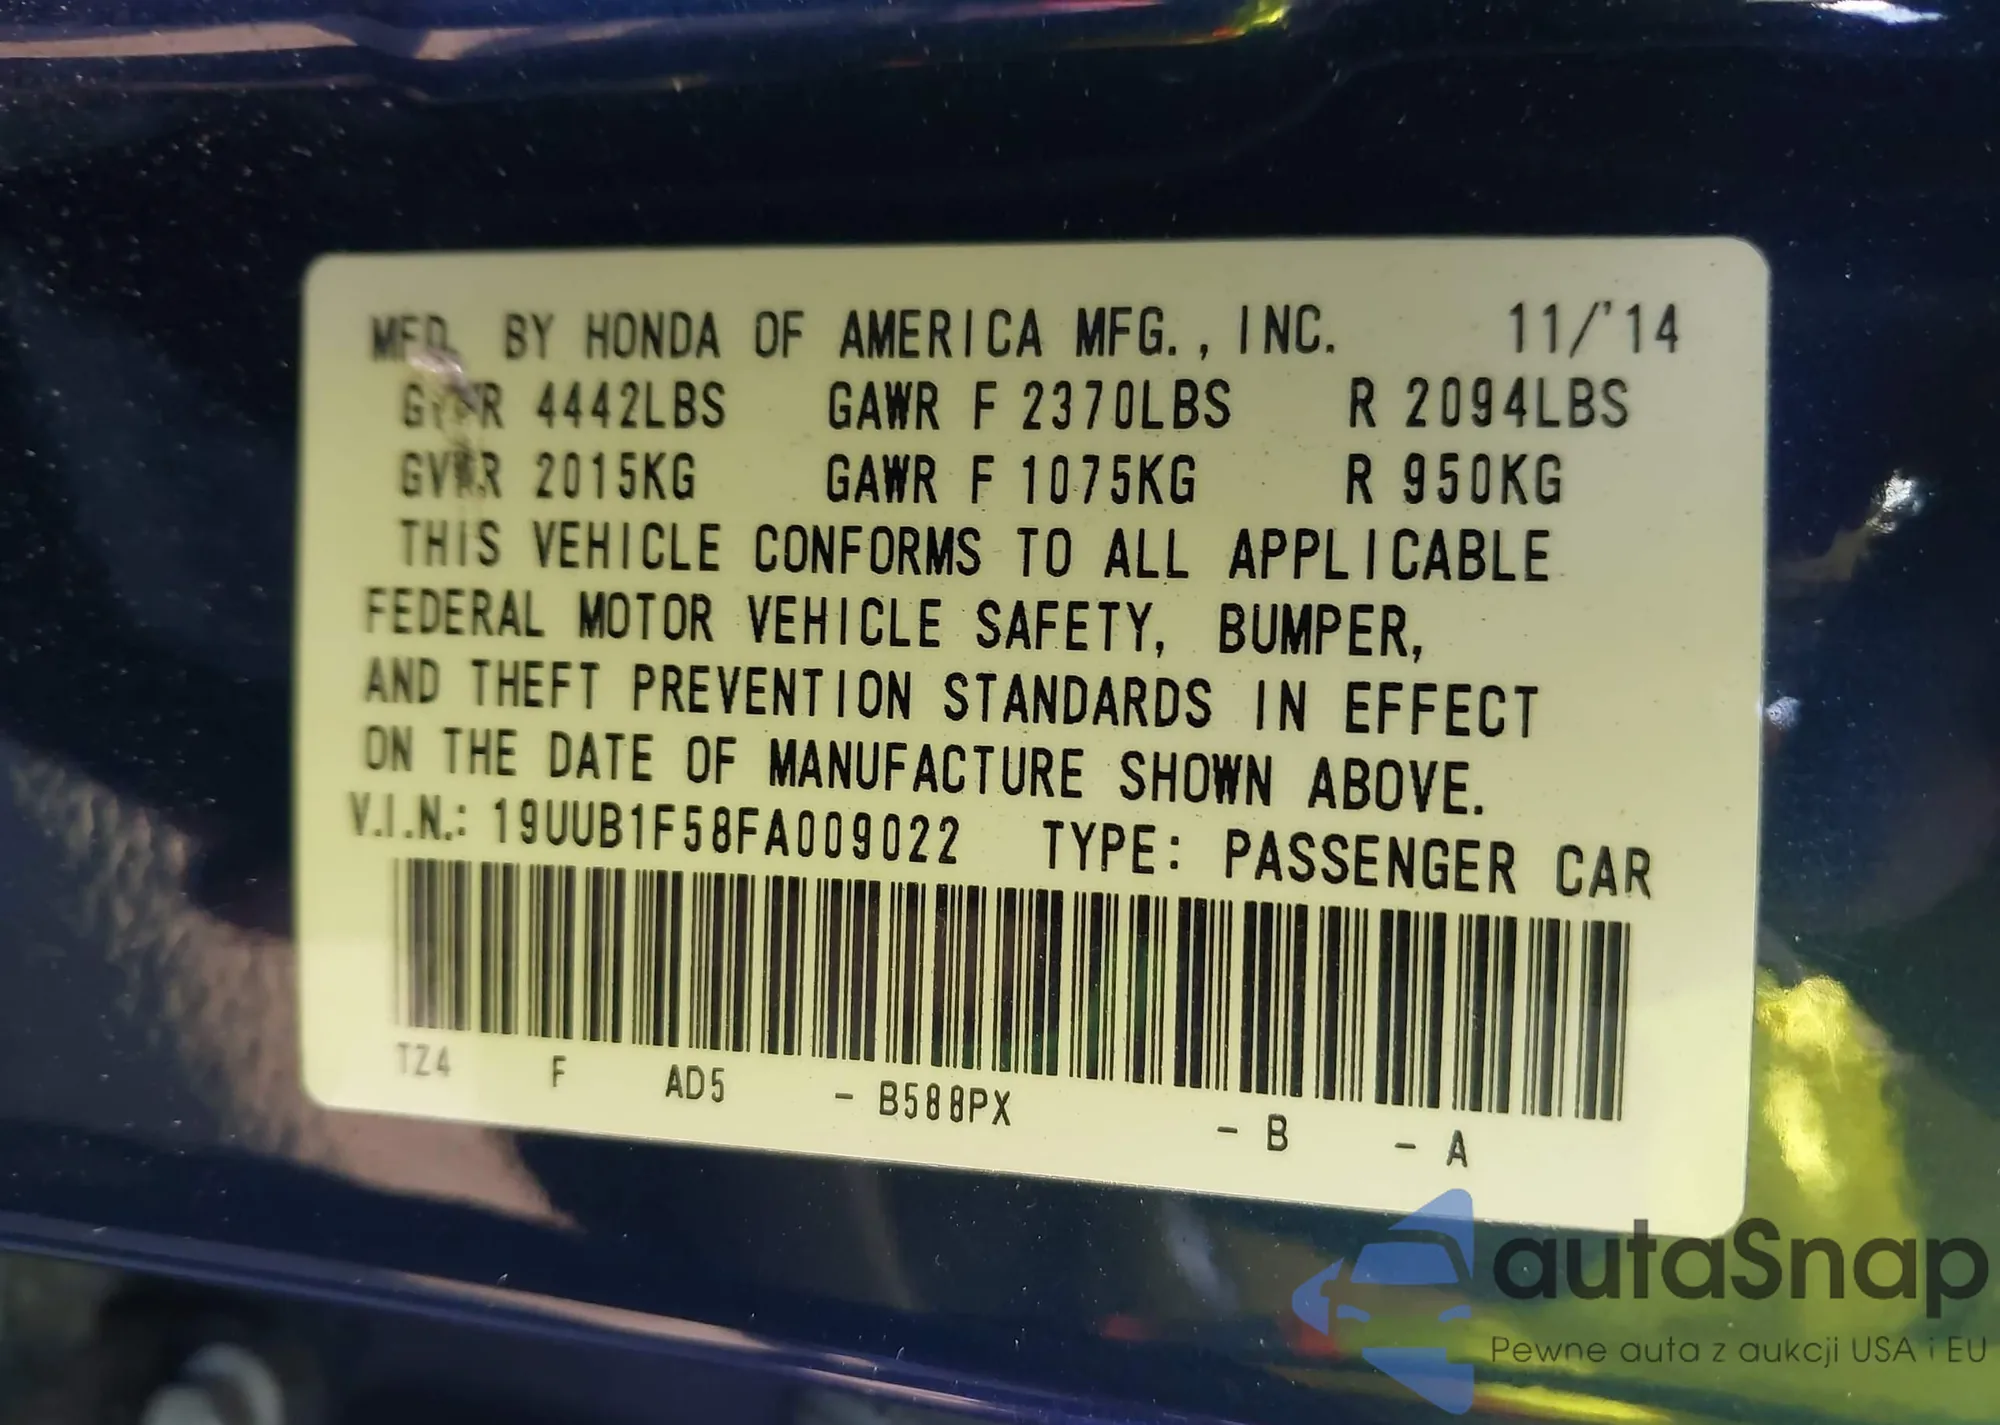 MFD. BY HONDA OF AMERICA MFG., INC. 11/'14
GVWR 4442LBS GAWR F 2370LBS R 2094LBS
GVWR 2015KG GAWR F 1075KG R 950KG
THIS VEHICLE CONFORMS TO ALL APPLICABLE
FEDERAL MOTOR VEHICLE SAFETY, BUMPER,
AND THEFT PREVENTION STANDARDS IN EFFECT
ON THE DATE OF MANUFACTURE SHOWN ABOVE.
V.I.N.: 19UUB1F58FA009022 TYPE: PASSENGER CAR
TZ4 F AD5 - B588PX - B - A
autaSnap
Pewne auta z aukcji USA i EU